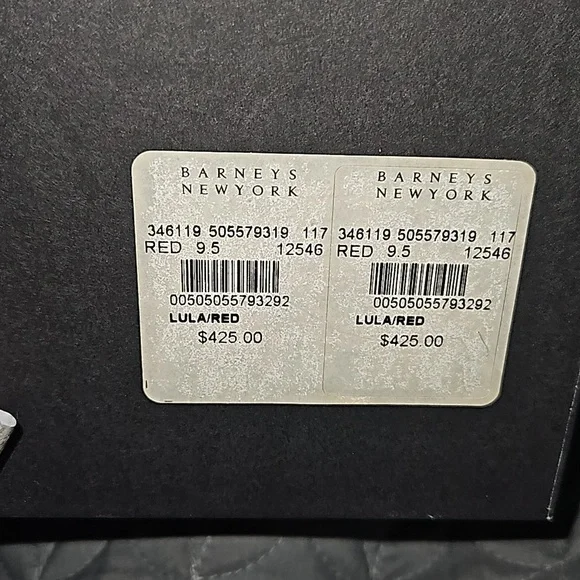 BARNEYS
NEWYORK
346119 505579319 117
RED 9.5 12546
00505055793292
LULA/RED
$425.00
BARNEYS
NEWYORK
346119 505579319 117
RED 9.5 12546
00505055793292
LULA/RED
$425.00